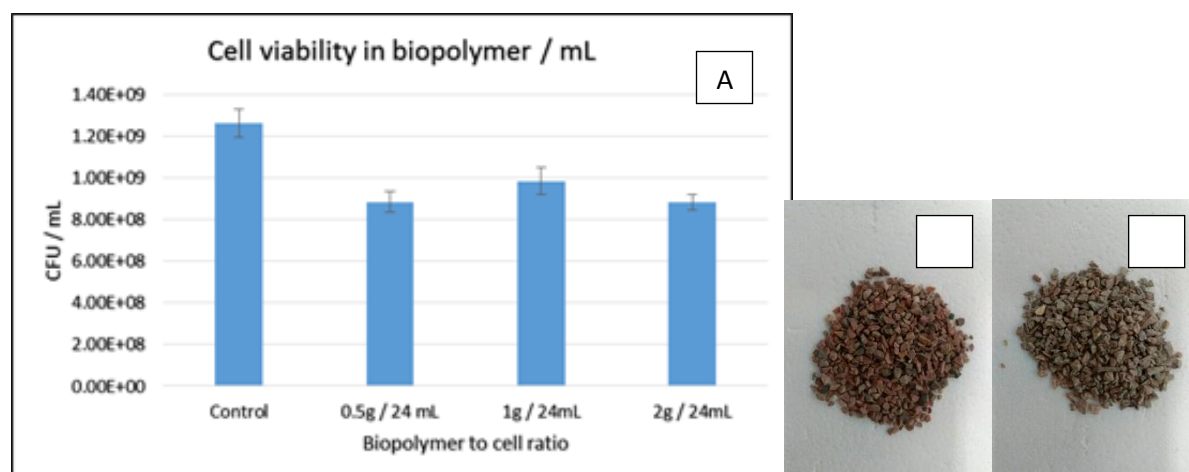 Cell viability in biopolymer / mL
A
1.40E+09
1.20E+09
1.00E+09
8.00E+08
6.00E+08
4.00E+08
2.00E+08
0.00E+00
CFU / mL
Control
0.5g / 24 mL
1g / 24mL
2g / 24mL
Biopolymer to cell ratio